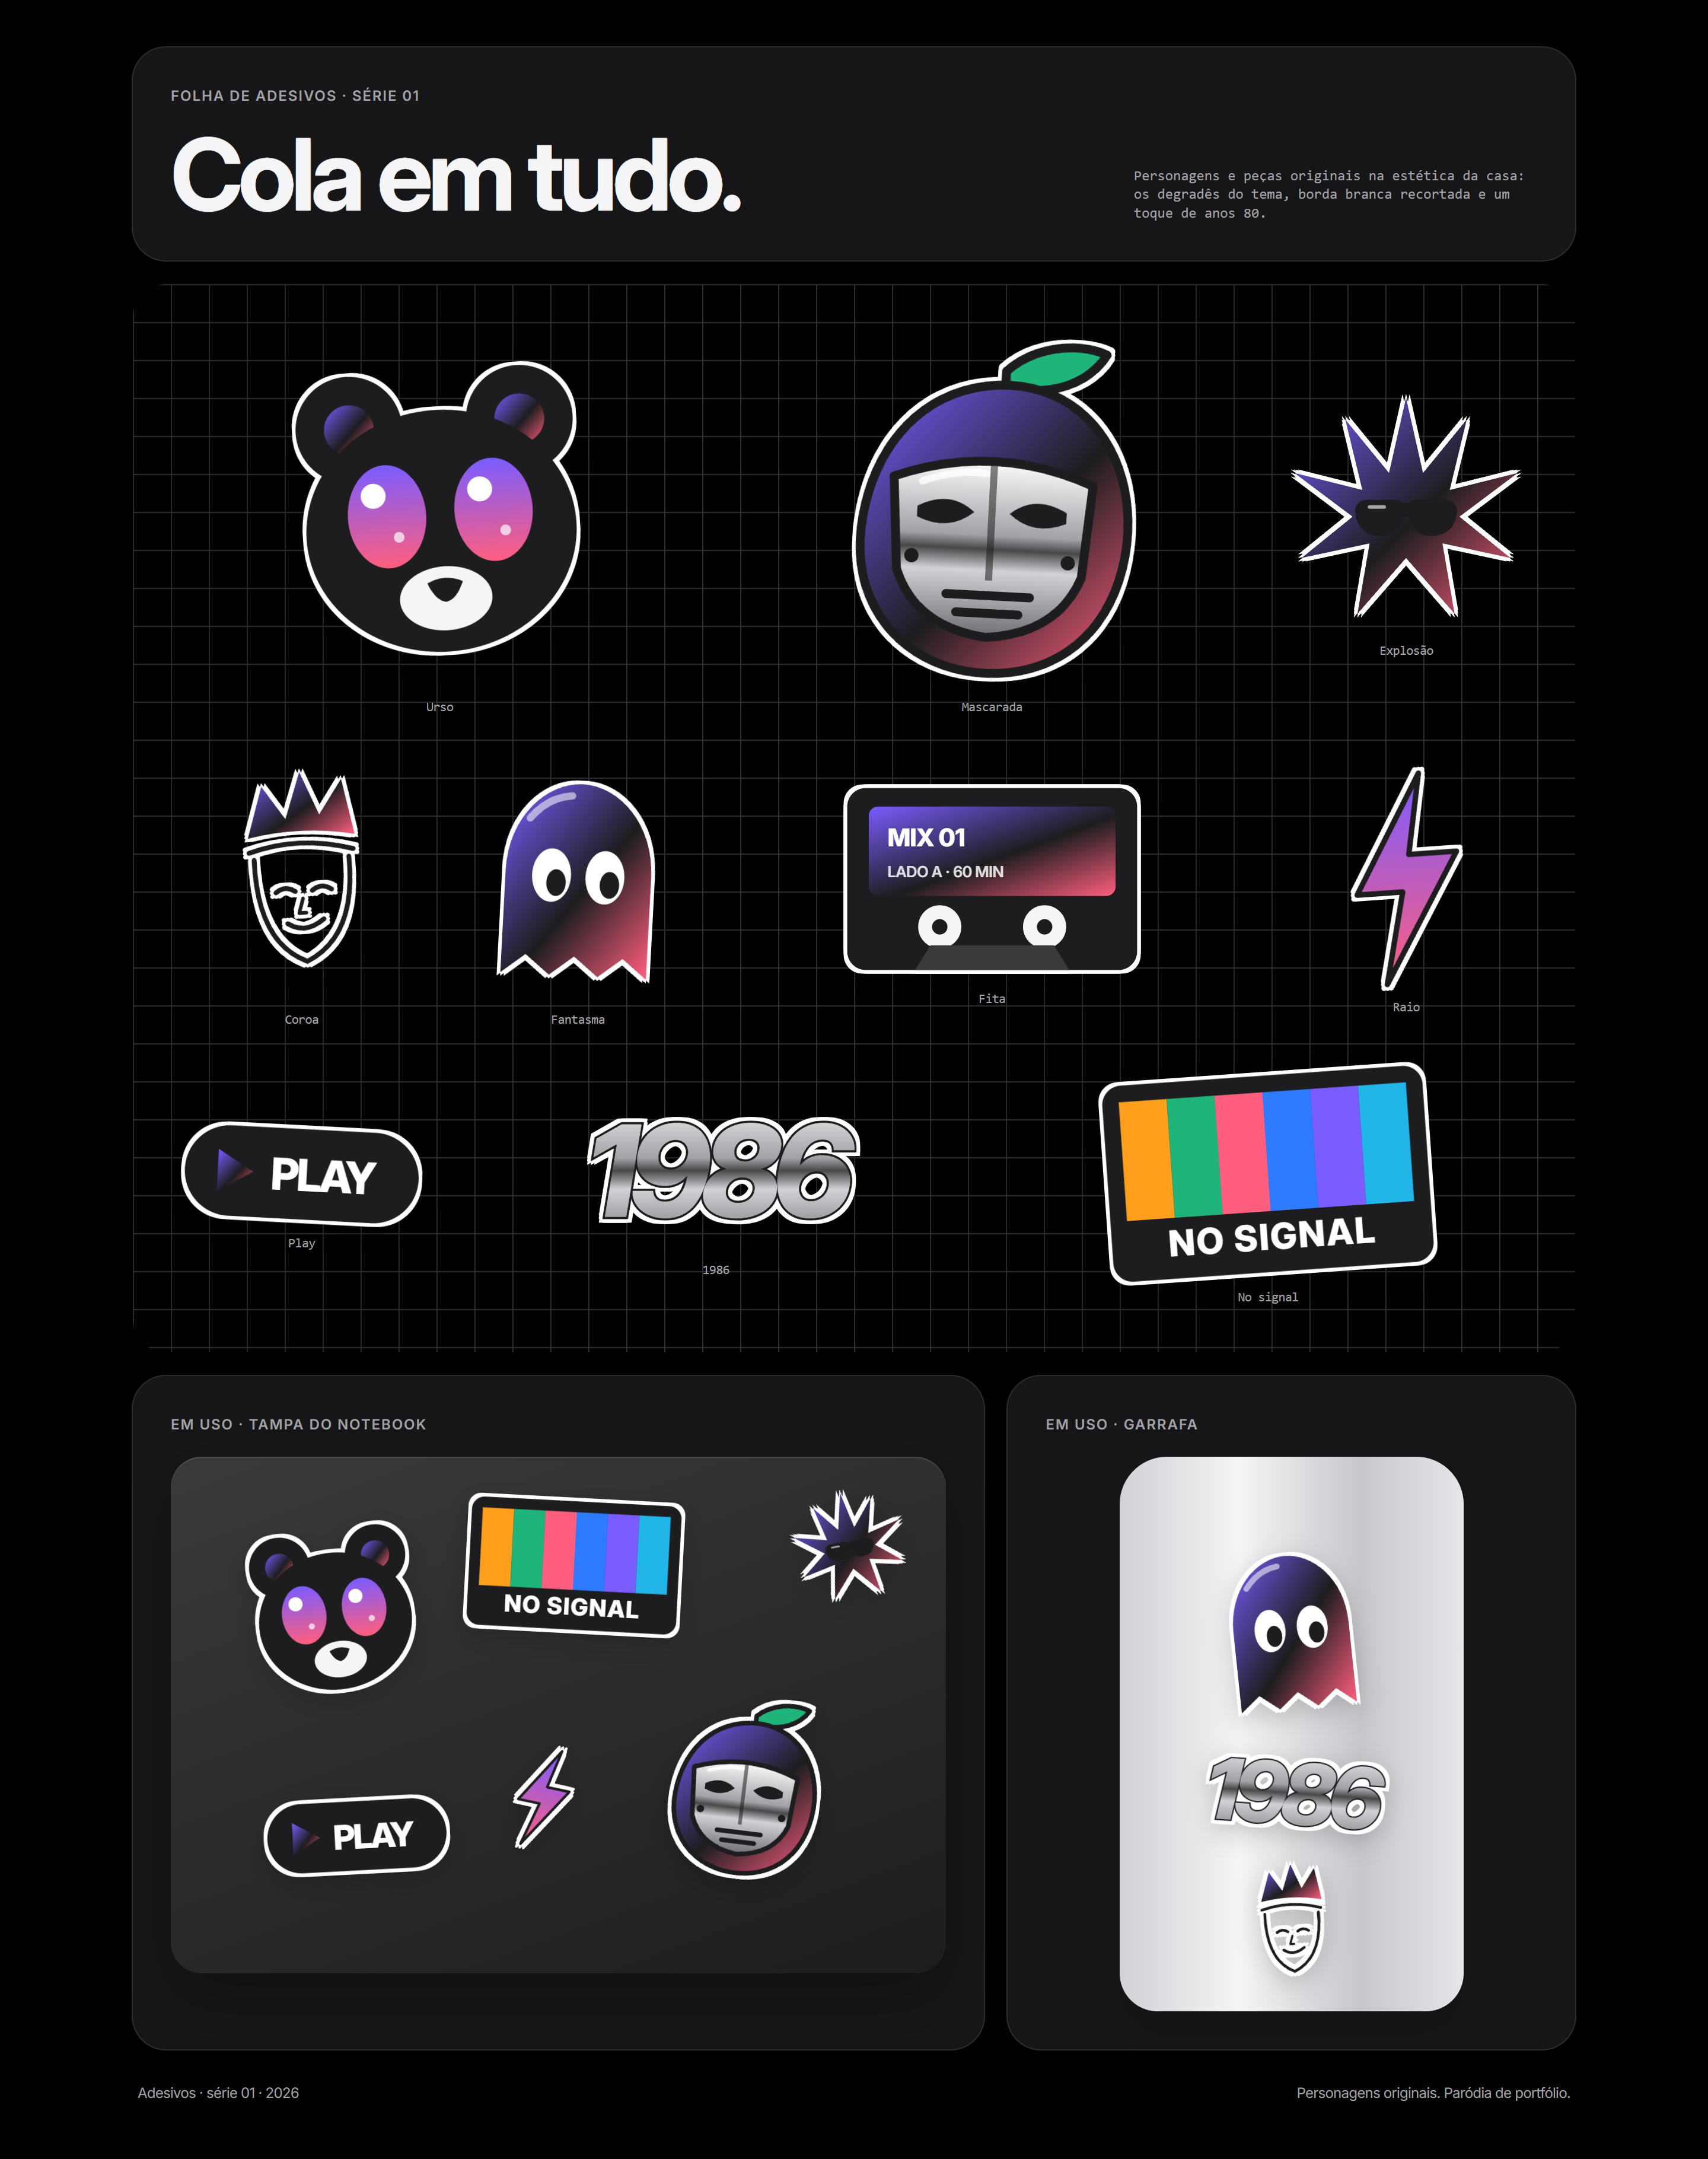 FOLHA DE ADESIVOS · SÉRIE 01
Cola em tudo.
Personagens e peças originais na estética da casa:
os degradês do tema, borda branca recortada e um
toque de anos 80.
Explosão
Urso
Mascarada
MIX 01
LADO A · 60 MIN
Fita
Raio
Coroa
Fantasma
PLAY
Play
1986
1986
NO SIGNAL
No signal
EM USO · TAMPA DO NOTEBOOK
NO SIGNAL
PLAY
EM USO · GARRAFA
1986
Adesivos · série 01 · 2026
Personagens originais. Paródia de portfólio.